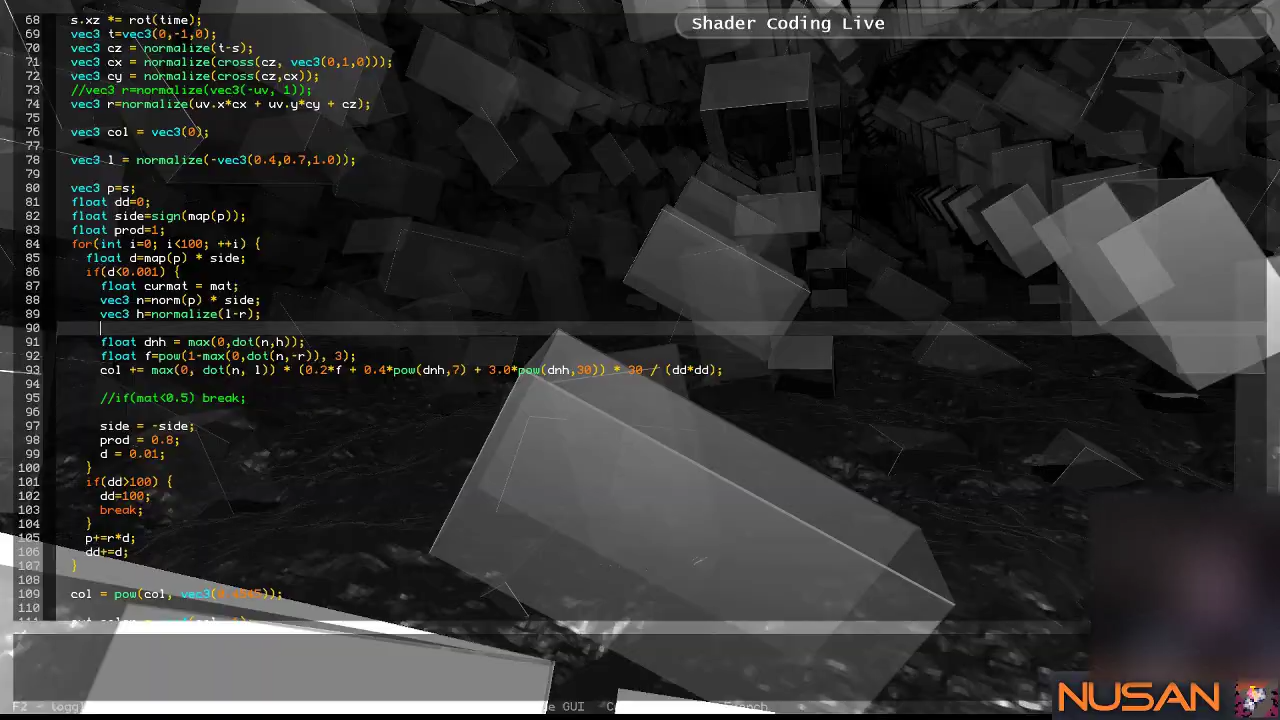 Shader Coding Live
68 s.xz *= rot(time);
69 vec3 t=vec3(0,-1,0);
70 vec3 cz = normalize(t-s);
71 vec3 cx = normalize(cross(cz, vec3(0,1,0)));
72 vec3 cy = normalize(cross(cz,cx));
73 //vec3 r=normalize(vec3(-uv, 1));
74 vec3 r=normalize(uv.x*cx + uv.y*cy + cz);
75
76 vec3 col = vec3(0);
77
78 vec3 l = normalize(-vec3(0.4,0.7,1.0));
79
80 vec3 p=s;
81 float dd=0;
82 float side=sign(map(p));
83 float prod=1;
84 for(int i=0; i<100; ++i) {
85 float d=map(p) * side;
86 if(d<0.001) {
87 float curmat = mat;
88 vec3 n=norm(p) * side;
89 vec3 h=normalize(l-r);
90
91 float dnh = max(0,dot(n,h));
92 float f=pow(1-max(0,dot(n,-r)), 3);
93 col += max(0, dot(n, l)) * (0.2*f + 0.4*pow(dnh,7) + 3.0*pow(dnh,30)) * 30 / (dd*dd);
94
95 //if(mat<0.5) break;
96
97 side = -side;
98 prod = 0.8;
99 d = 0.01;
100 }
101 if(dd>100) {
102 dd=100;
103 break;
104 }
105 p+=r*d;
106 dd+=d;
107 }
108
109 col = pow(col, vec3(0.4545));
110
F2 - GUI
NUSAN